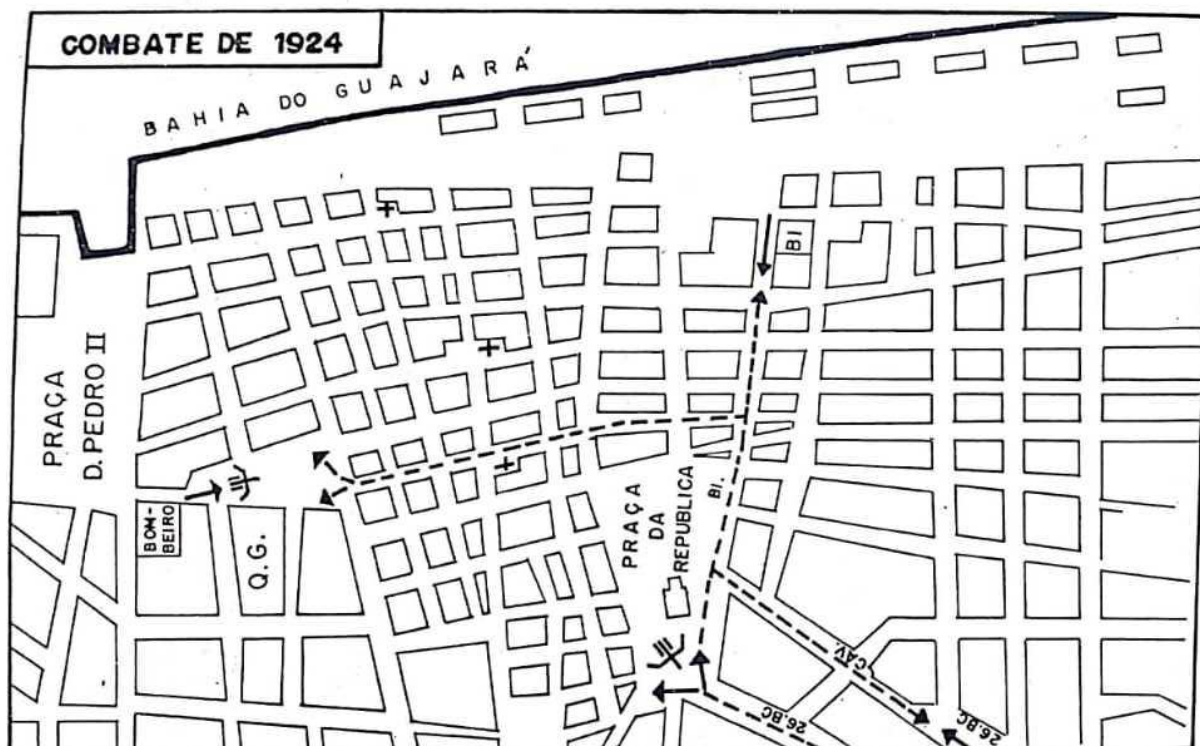 COMBATE DE 1924
BAHIA DO GUAJARÁ
BI
PRAÇA
D. PEDRO II
PRAÇA
DA
REPUBLICA
BI.
BOM-
BEIRO
Q.G.
CAV.
26.BC
26.BC